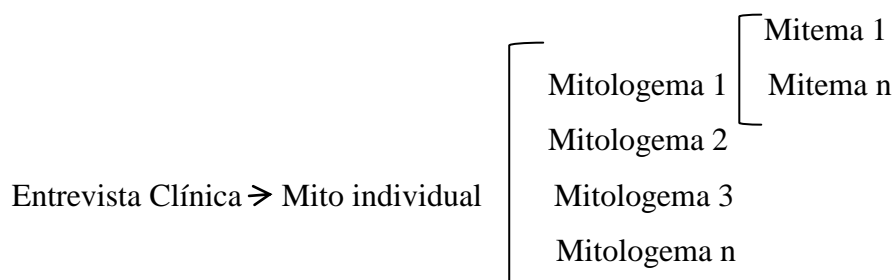 Mitema 1
Mitologema 1 Mitema n
Mitologema 2
Entrevista Clínica → Mito individual Mitologema 3
Mitologema n